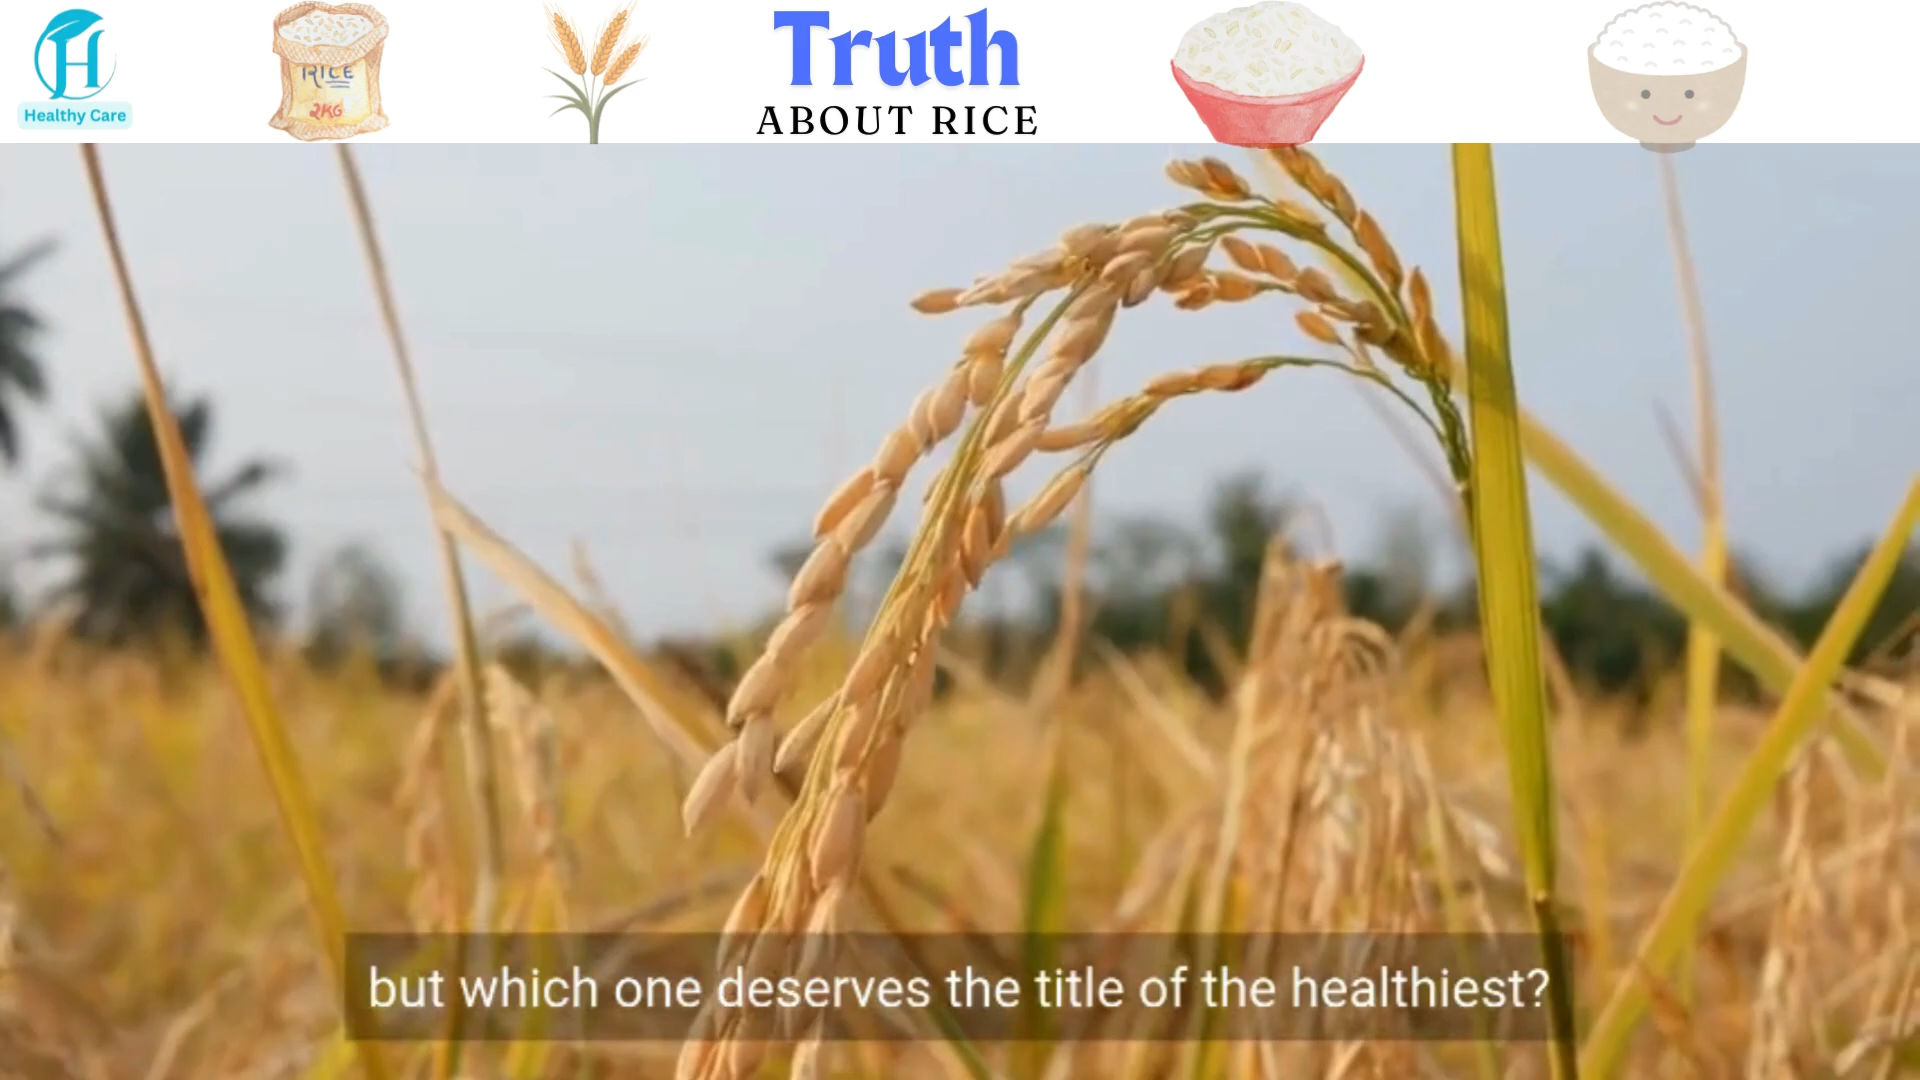 Healthy Care
RICE
2KG
Truth
ABOUT RICE
but which one deserves the title of the healthiest?